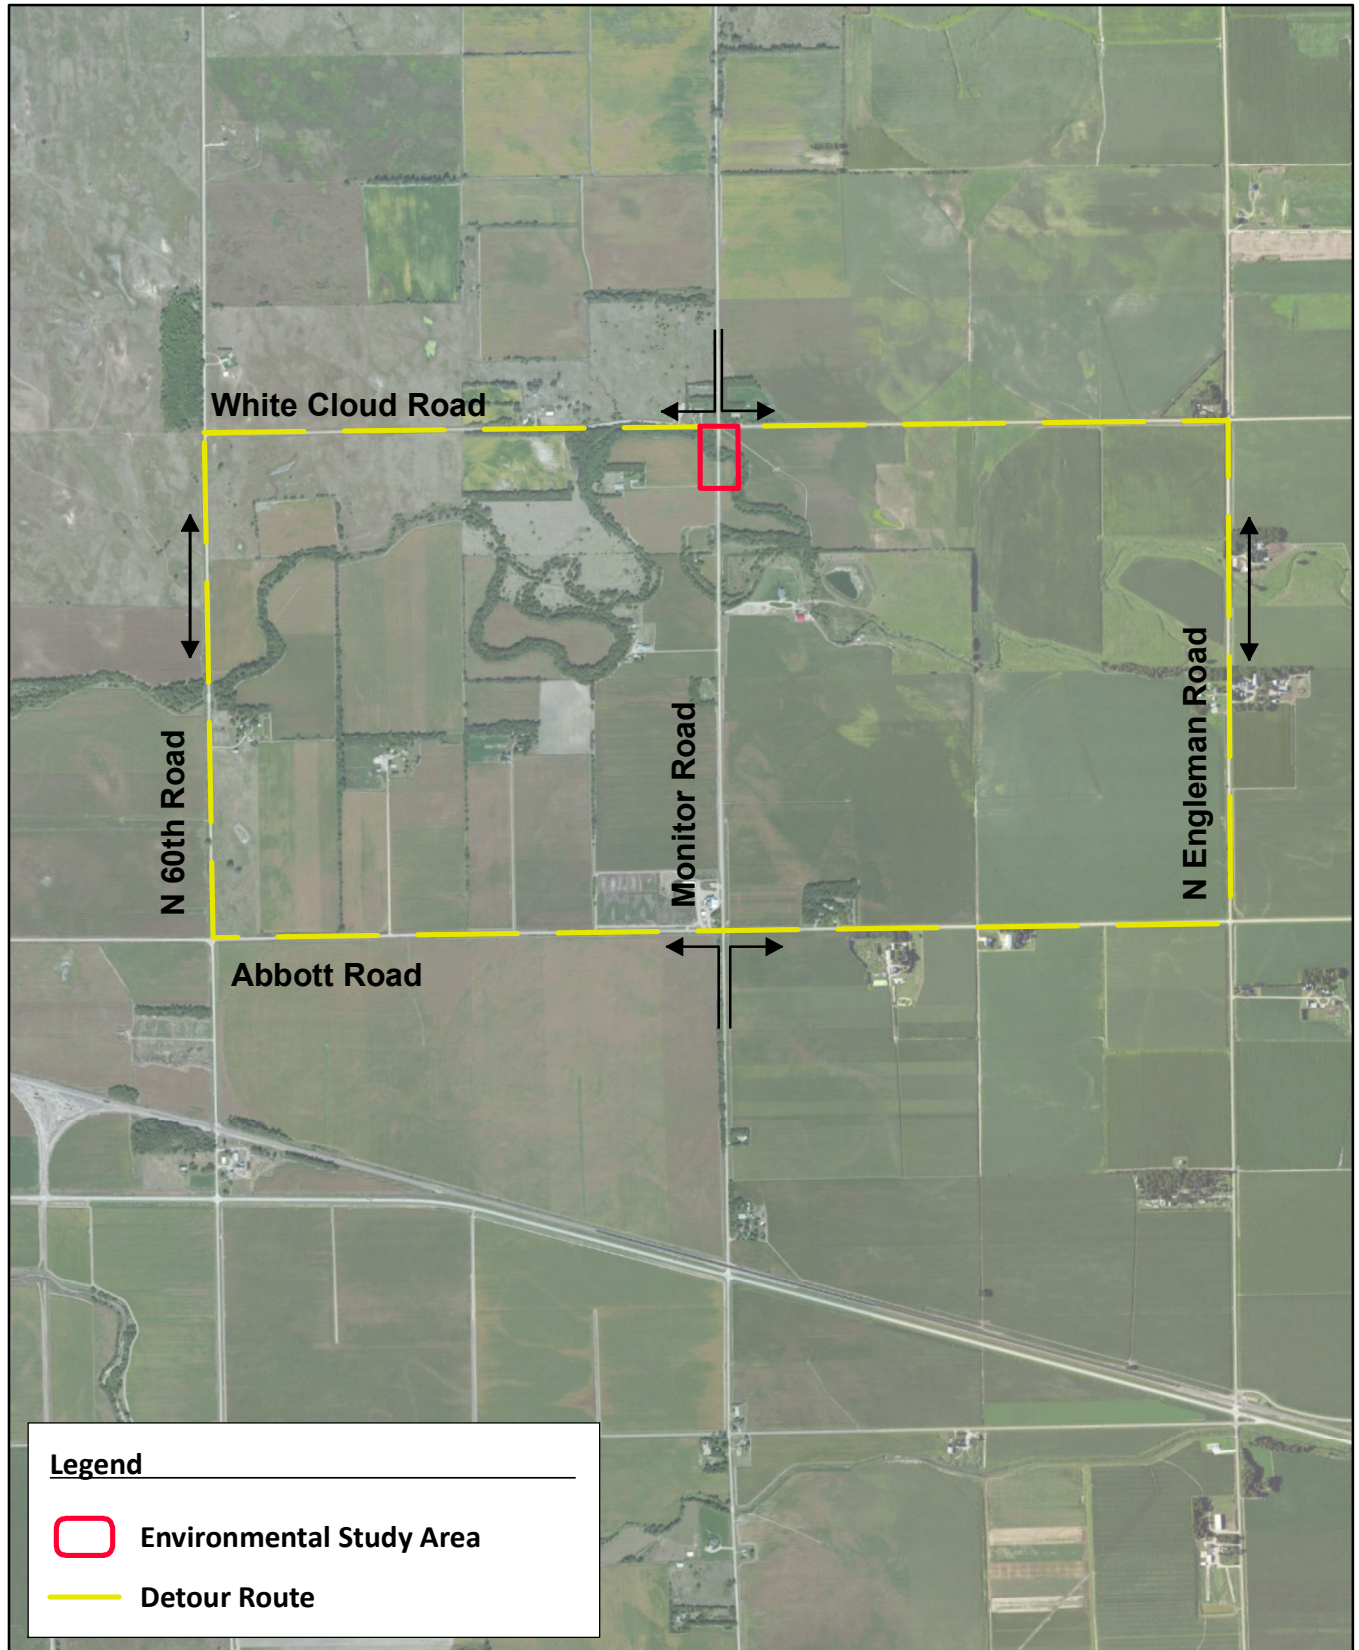 White Cloud Road
N 60th Road
Monitor Road
N Engleman Road
Abbott Road
Legend
Environmental Study Area
Detour Route